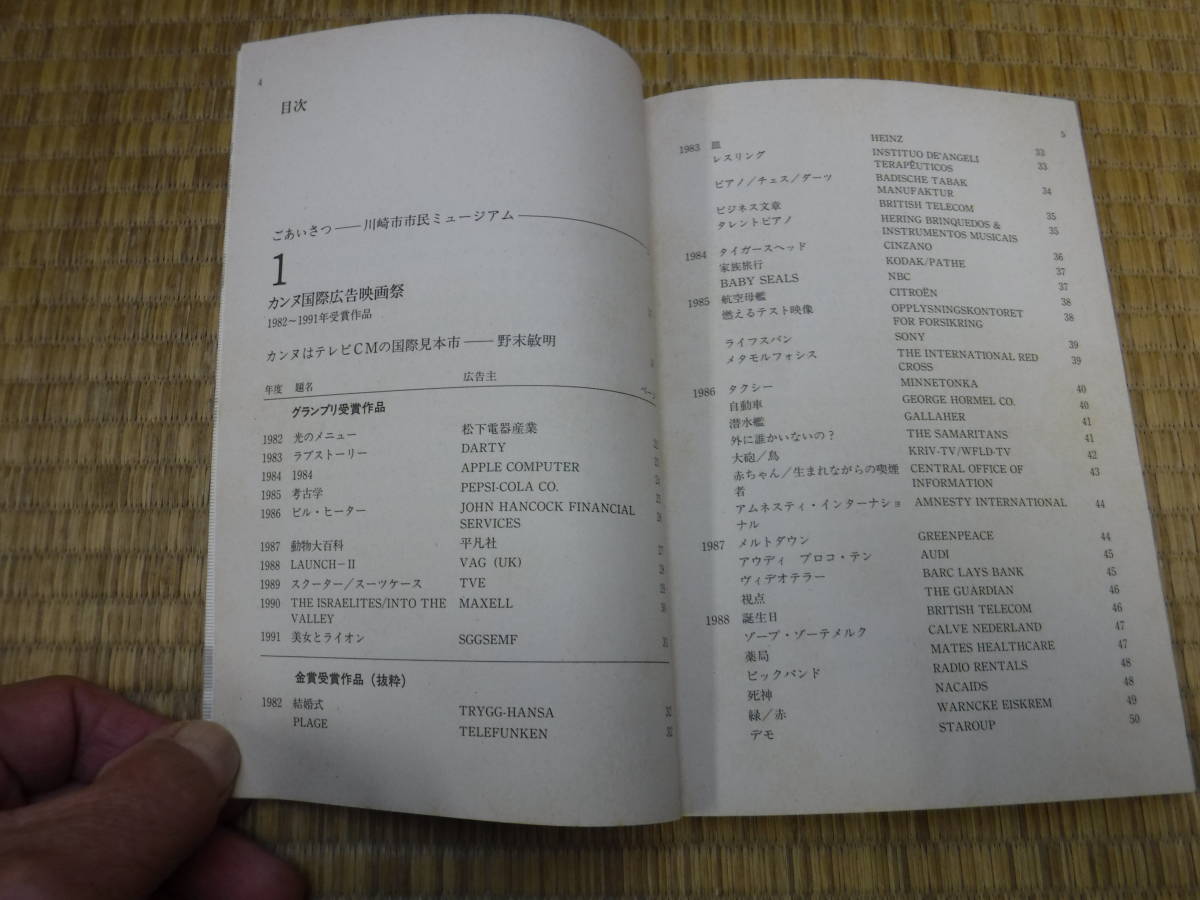 4
目次
ごあいさつ——川崎市市民ミュージアム
1
カンヌ国際広告映画祭
1982〜1991年受賞作品
カンヌはテレビCMの国際見本市——野末敏明
年度 題名 広告主 ページ
グランプリ受賞作品
1982 光のメニュー 松下電器産業 22
1983 ラブストーリー DARTY 23
1984 1984 APPLE COMPUTER 24
1985 考古学 PEPSI-COLA CO. 25
1986 ビル・ヒーター JOHN HANCOCK FINANCIAL
SERVICES 26
1987 動物大百科 平凡社 27
1988 LAUNCH-II VAG (UK) 28
1989 スクーター/スーツケース TVE 29
1990 THE ISRAELITES/INTO THE MAXELL 30
VALLEY
1991 美女とライオン SGGSEMF 31
金賞受賞作品(抜粋)
1982 結婚式 TRYGG-HANSA 32
PLAGE TELEFUNKEN 32
5
1983 皿 HEINZ 33
レスリング INSTITUO DE'ANGELI 33
TERAPÊUTICOS
ピアノ/チェス/ダーツ BADISCHE TABAK 34
MANUFAKTUR
ビジネス文章 BRITISH TELECOM 35
タレントピアノ HERING BRINQUEDOS & 35
INSTRUMENTOS MUSICAIS
1984 タイガースヘッド CINZANO 36
家族旅行 KODAK/PATHE 37
BABY SEALS NBC 37
1985 航空母艦 CITROËN 38
燃えるテスト映像 OPPLYSNINGSKONTORET 38
FOR FORSIKRING
ライフスパン SONY 39
メタモルフォシス THE INTERNATIONAL RED 39
CROSS
1986 タクシー MINNETONKA 40
自動車 GEORGE HORMEL CO. 40
潜水艦 GALLAHER 41
外に誰かいないの? THE SAMARITANS 41
大砲/鳥 KRIV-TV/WFLD-TV 42
赤ちゃん/生まれながらの喫煙 CENTRAL OFFICE OF 43
者 INFORMATION
アムネスティ・インターナショ AMNESTY INTERNATIONAL 44
ナル
1987 メルトダウン GREENPEACE 44
アウディ プロコ・テン AUDI 45
ヴィデオテラー BARC LAYS BANK 45
視点 THE GUARDIAN 46
1988 誕生日 BRITISH TELECOM 46
ゾープ・ゾーテメルク CALVE NEDERLAND 47
薬局 MATES HEALTHCARE 47
ビックバンド RADIO RENTALS 48
死神 NACAIDS 48
緑/赤 WARNCKE EISKREM 49
デモ STAROUP 50